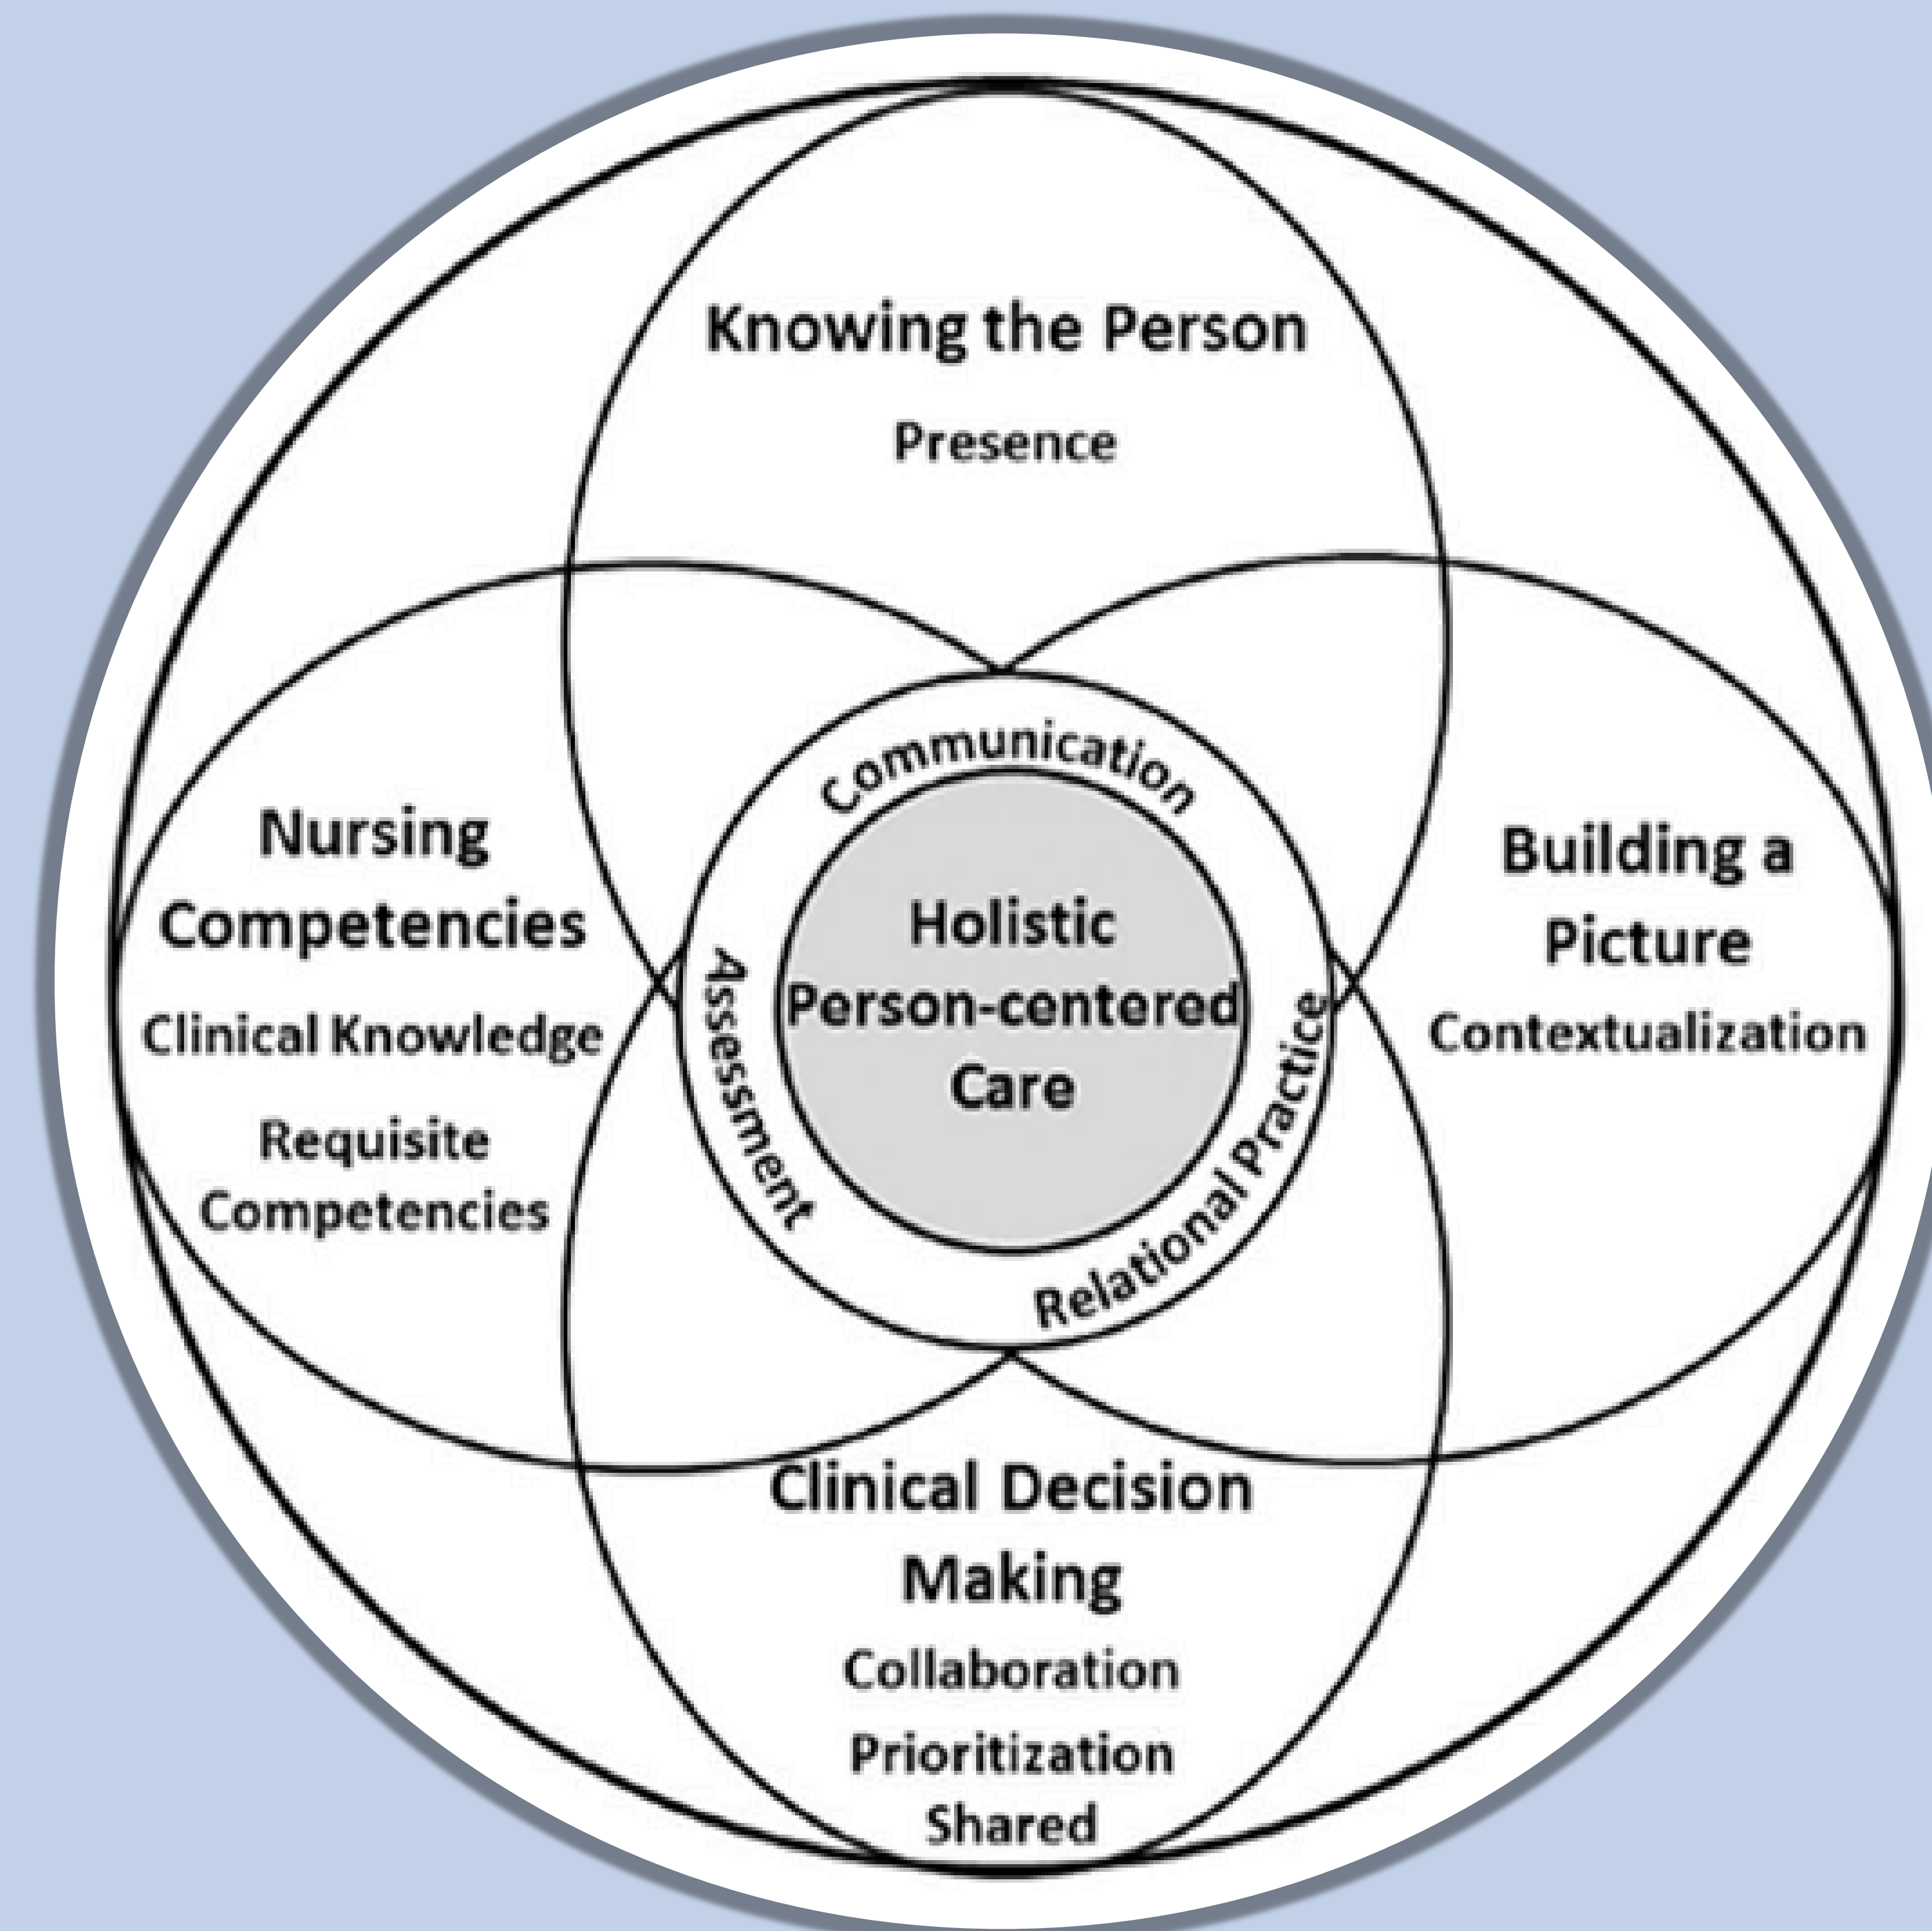 Knowing the Person
Presence
Communication
Nursing
Competencies
Clinical Knowledge
Requisite
Competencies
Assessment
Holistic
Person-centered
Care
Relational Practice
Building a
Picture
Contextualization
Clinical Decision
Making
Collaboration
Prioritization
Shared